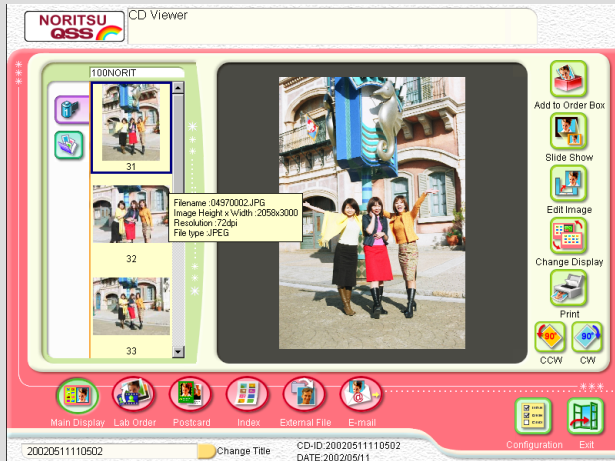 NORITSU
QSS
CD Viewer
100NORIT
31
32
33
Filename :04970002.JPG
Image Height x Width :2058x3000
Resolution :72dpi
File type :JPEG
Add to Order Box
Slide Show
Edit Image
Change Display
Print
90°
90°
CCW
CW
Main Display
Lab Order
Postcard
Index
External File
E-mail
Configuration
Exit
20020511110502
Change Title
CD-ID:20020511110502
DATE:2002/05/11